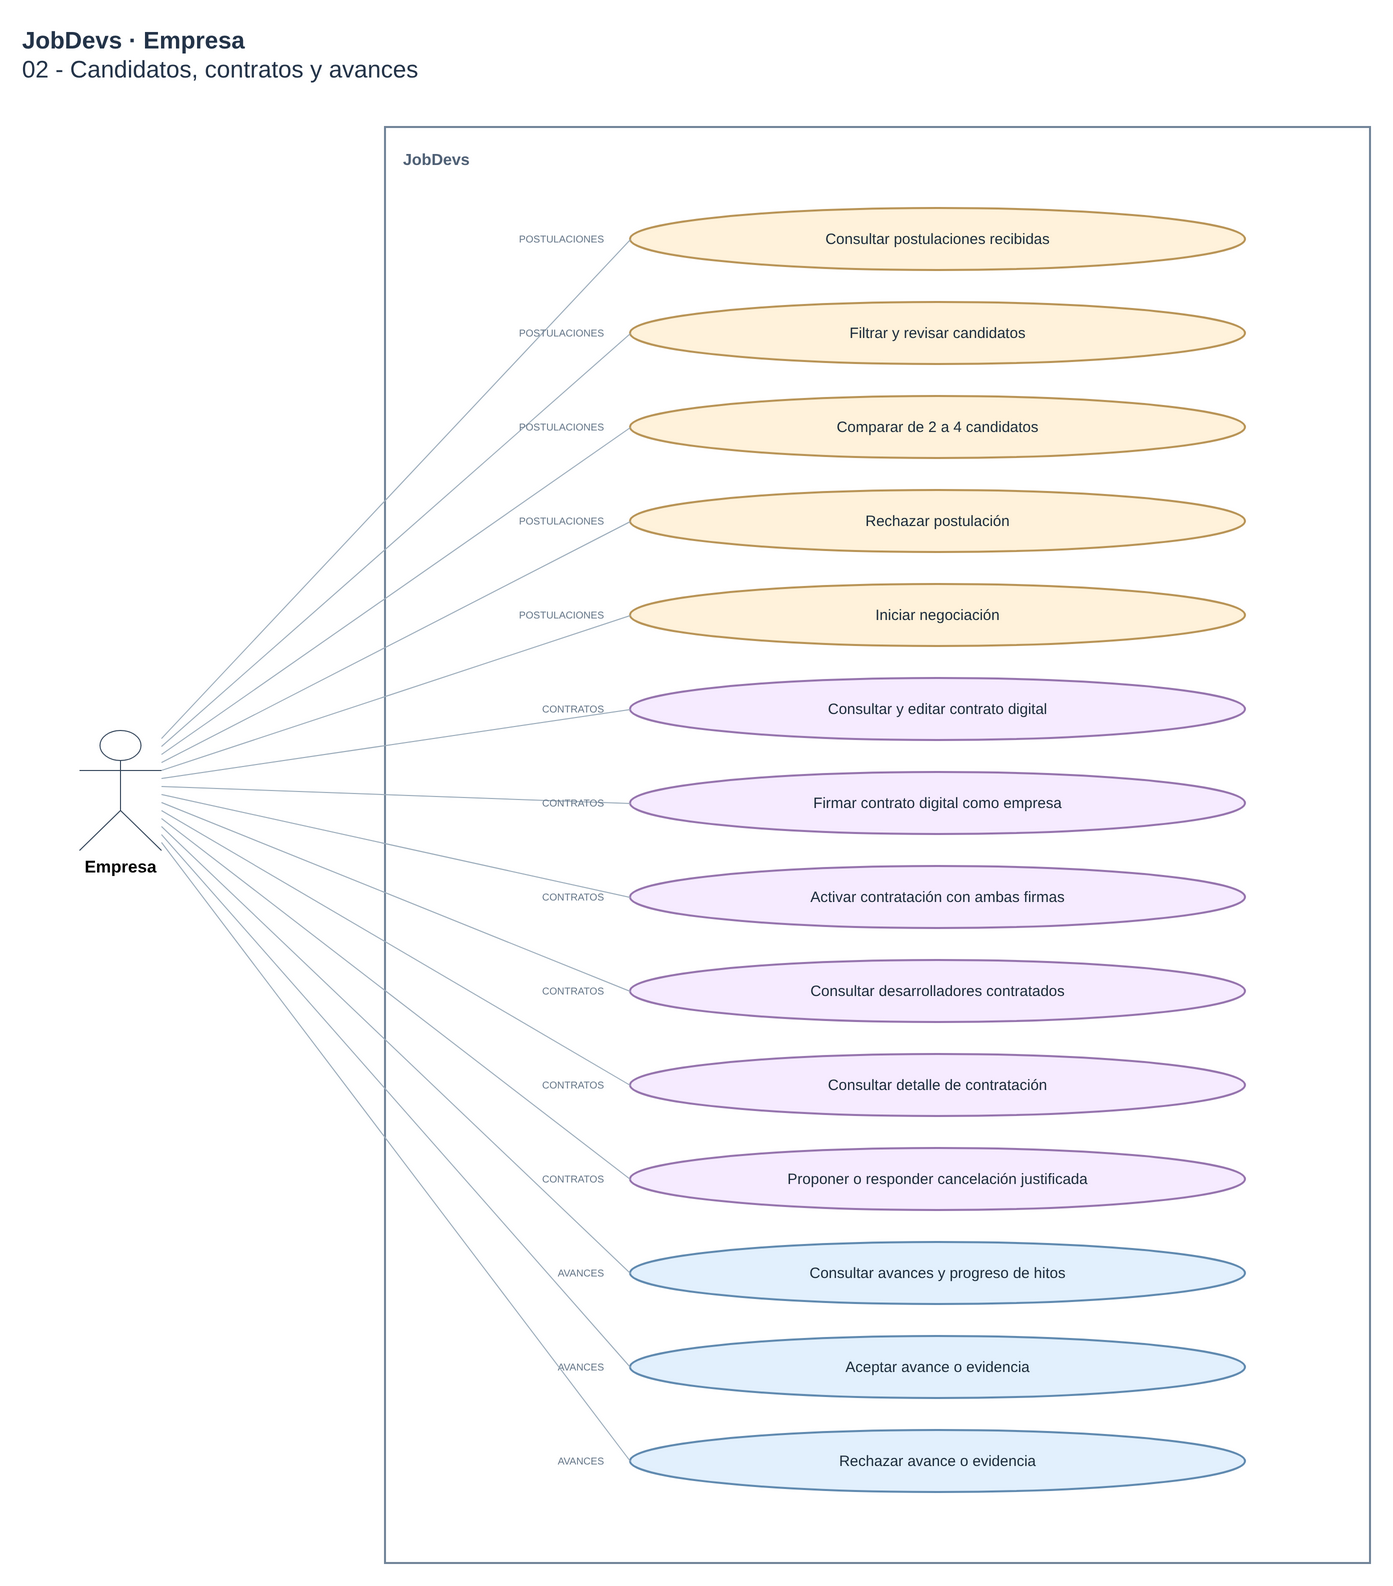 JobDevs · Empresa
02 - Candidatos, contratos y avances
JobDevs
POSTULACIONES
Consultar postulaciones recibidas
POSTULACIONES
Filtrar y revisar candidatos
POSTULACIONES
Comparar de 2 a 4 candidatos
POSTULACIONES
Rechazar postulación
POSTULACIONES
Iniciar negociación
CONTRATOS
Consultar y editar contrato digital
CONTRATOS
Firmar contrato digital como empresa
Empresa
CONTRATOS
Activar contratación con ambas firmas
CONTRATOS
Consultar desarrolladores contratados
CONTRATOS
Consultar detalle de contratación
CONTRATOS
Proponer o responder cancelación justificada
AVANCES
Consultar avances y progreso de hitos
AVANCES
Aceptar avance o evidencia
AVANCES
Rechazar avance o evidencia